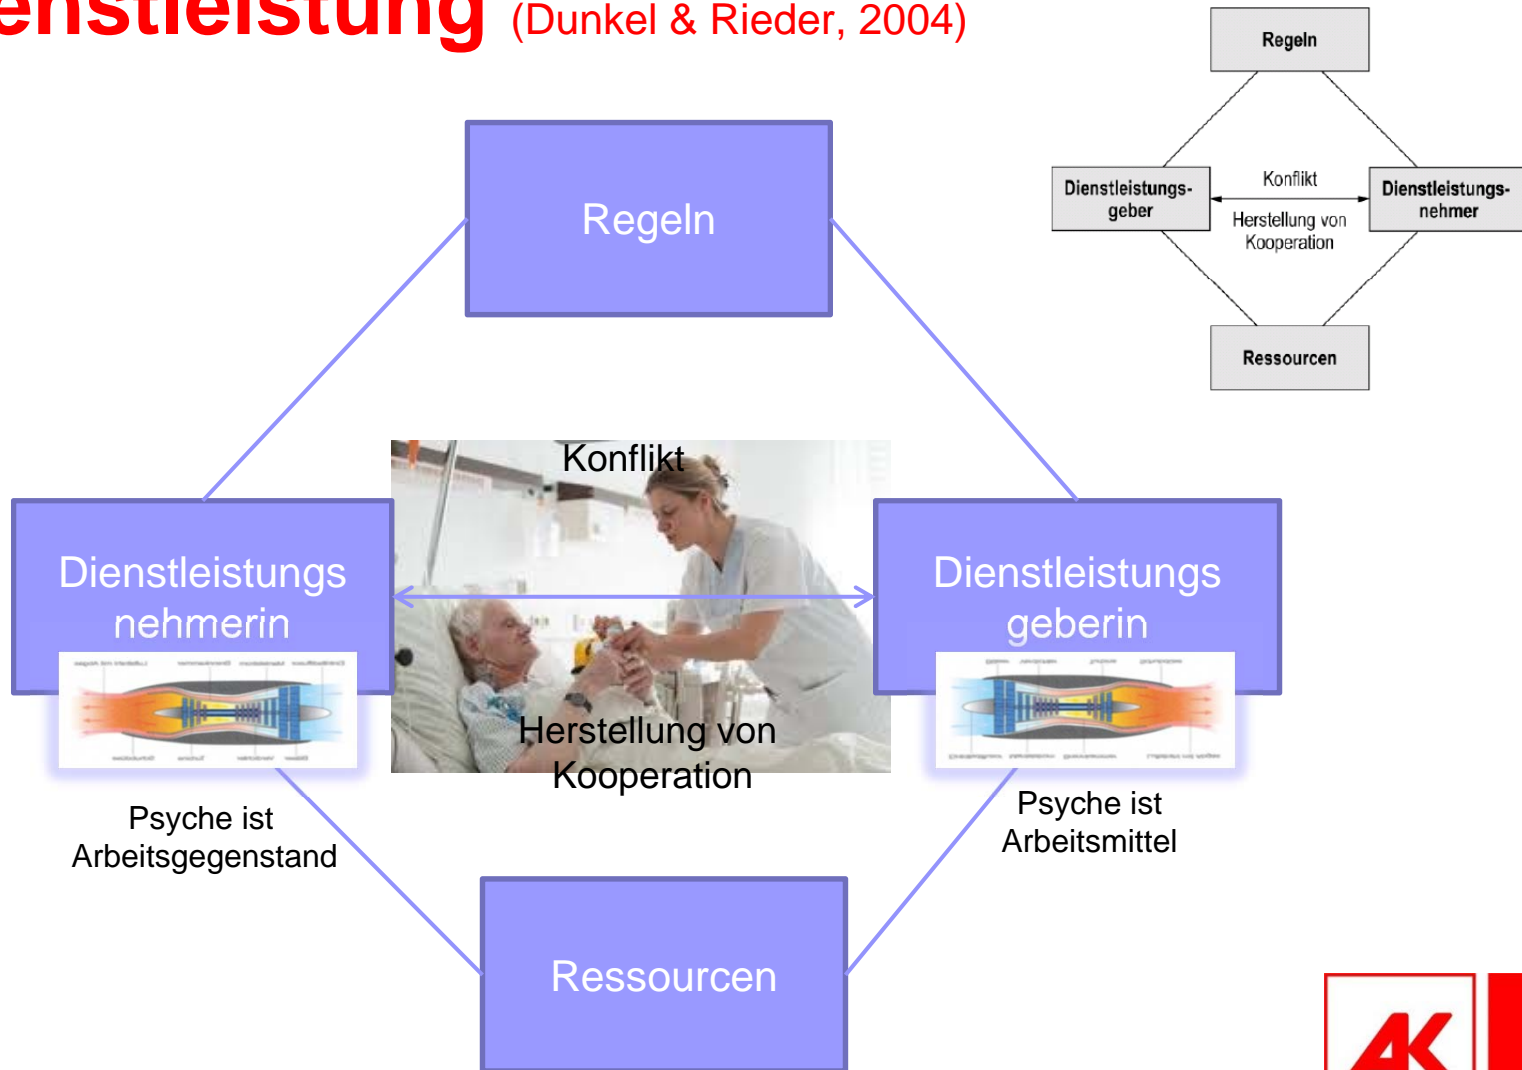 enstleistung (Dunkel & Rieder, 2004)
Regeln
Dienstleistungs-
geber
Konflikt
Herstellung von
Kooperation
Dienstleistungs-
nehmer
Ressourcen
Regeln
Konflikt
Dienstleistungs
nehmerin
Dienstleistungs
geberin
Herstellung von
Kooperation
Psyche ist
Arbeitsgegenstand
Psyche ist
Arbeitsmittel
Ressourcen
AK